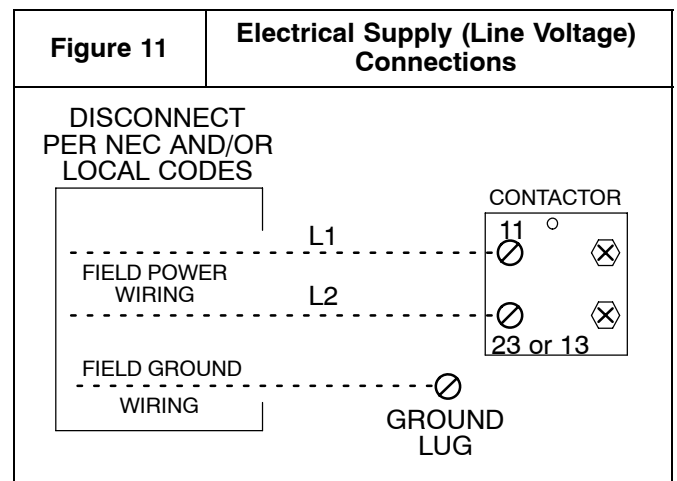 Figure 11
Electrical Supply (Line Voltage)
Connections
DISCONNECT
PER NEC AND/OR
LOCAL CODES
CONTACTOR
11
L1
FIELD POWER
WIRING
L2
23 or 13
FIELD GROUND
WIRING
GROUND
LUG